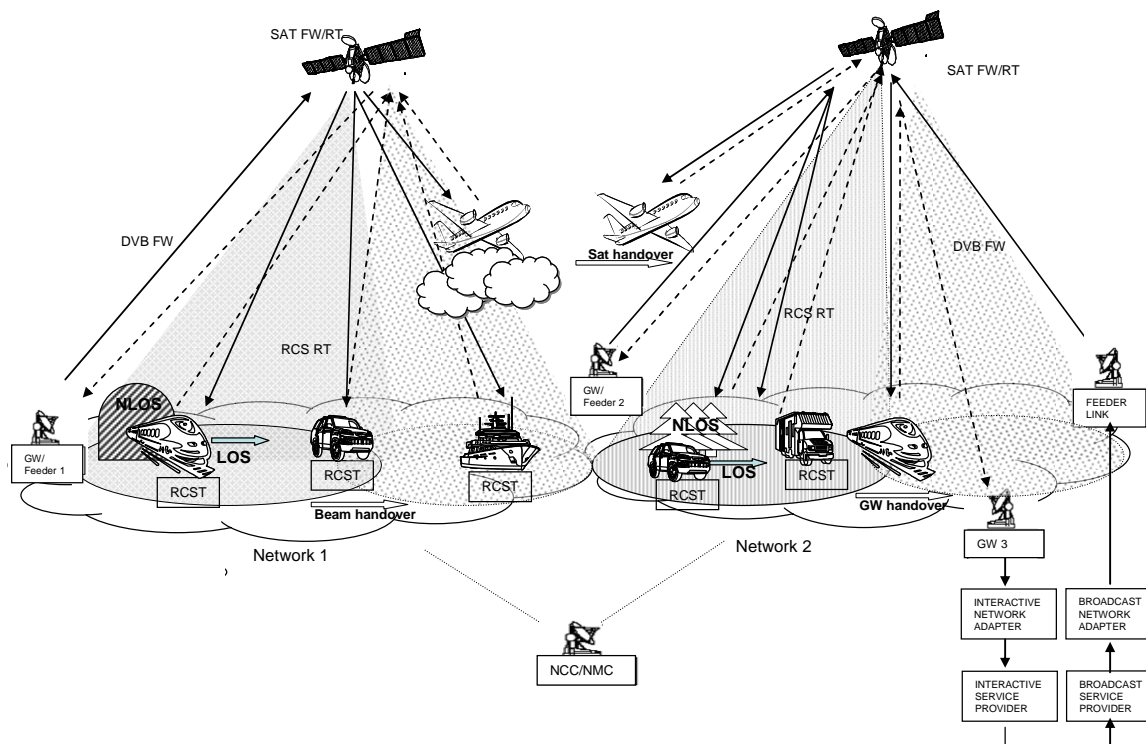 SAT FW/RT
SAT FW/RT
DVB FW
Sat handover
DVB FW
RCS RT
RCS RT
GW/
Feeder 2
NLOS
NLOS
FEEDER
LINK
GW/
Feeder 1
LOS
LOS
RCST
RCST
RCST
RCST
RCST
Beam handover
GW handover
Network 1
Network 2
GW 3
INTERACTIVE
NETWORK
ADAPTER
BROADCAST
NETWORK
ADAPTER
NCC/NMC
INTERACTIVE
SERVICE
PROVIDER
BROADCAST
SERVICE
PROVIDER